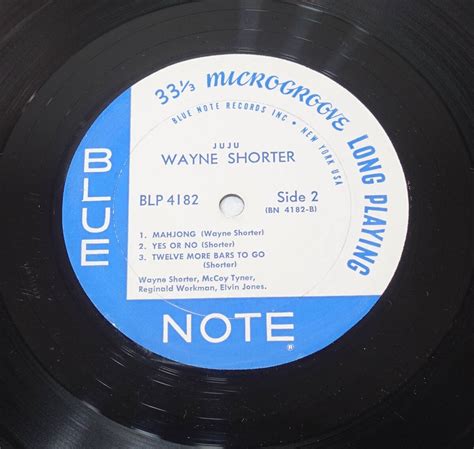 33⅓ MICROGROOVE LONG PLAYING
BLUE NOTE RECORDS INC • NEW YORK USA
JUJU
WAYNE SHORTER
BLP 4182 Side 2
(BN 4182-B)
1. MAHJONG (Wayne Shorter)
2. YES OR NO (Shorter)
3. TWELVE MORE BARS TO GO
(Shorter)
Wayne Shorter, McCoy Tyner,
Reginald Workman, Elvin Jones.
BLUE
NOTE ®